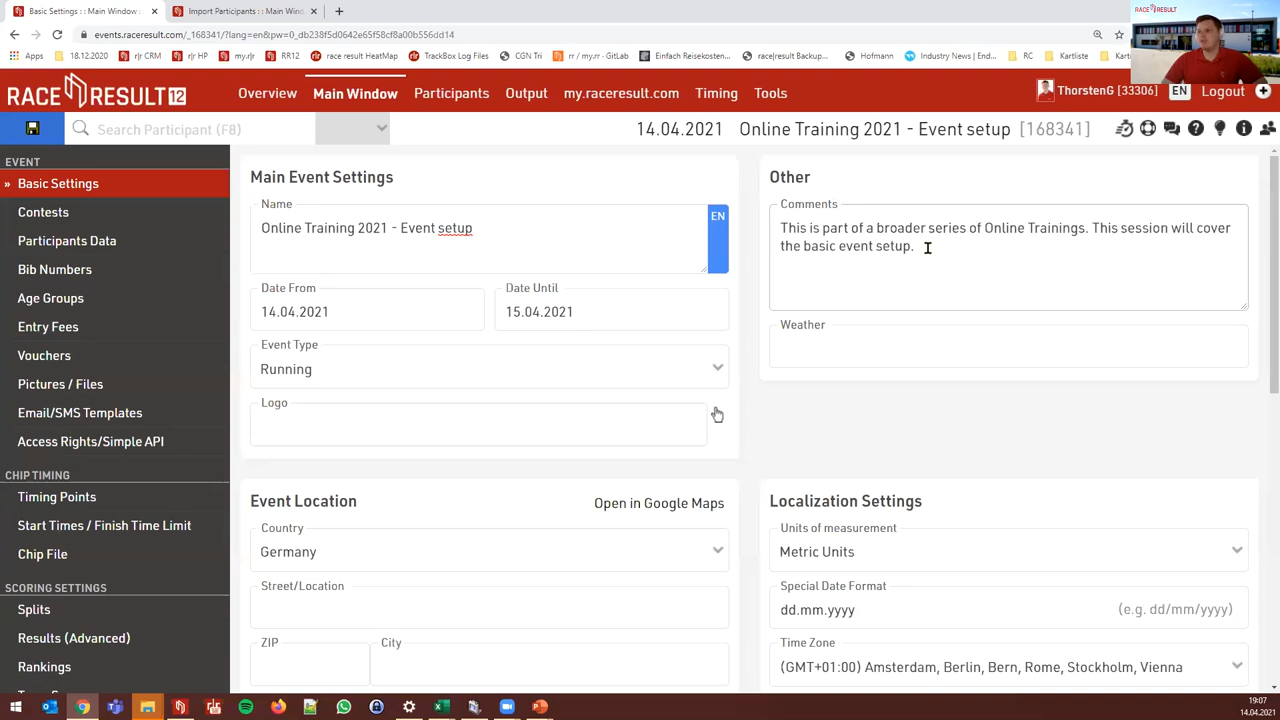 Basic Settings :: Main Window
Import Participants :: Main Wind
events.raceresult.com/_168341/?lang=en&pw=0_db238f5d0642e65f58cf8a00b556dd14
Apps
18.12.2020
r|r CRM
r|r HP
my.r|r
RR12
race resulT HeatMap
TrackBox Log Files
CGN Tri
rr / my.rr · GitLab
Einfach Reisekosten...
race|result Backup...
Hofmann
Industry News | End...
RC
Kartliste
Kart
RACE RESULT 12
Overview
Main Window
Participants
Output
my.raceresult.com
Timing
Tools
ThorstenG [33306]
EN
Logout
Search Participant (F8)
14.04.2021 Online Training 2021 - Event setup [168341]
EVENT
» Basic Settings
Contests
Participants Data
Bib Numbers
Age Groups
Entry Fees
Vouchers
Pictures / Files
Email/SMS Templates
Access Rights/Simple API
CHIP TIMING
Timing Points
Start Times / Finish Time Limit
Chip File
SCORING SETTINGS
Splits
Results (Advanced)
Rankings
Main Event Settings
Name
Online Training 2021 - Event setup
EN
Date From
14.04.2021
Date Until
15.04.2021
Event Type
Running
Logo
Other
Comments
This is part of a broader series of Online Trainings. This session will cover
the basic event setup.
Weather
Event Location
Open in Google Maps
Country
Germany
Street/Location
ZIP
City
Localization Settings
Units of measurement
Metric Units
Special Date Format
dd.mm.yyyy
(e.g. dd/mm/yyyy)
Time Zone
(GMT+01:00) Amsterdam, Berlin, Bern, Rome, Stockholm, Vienna
19:07
14.04.2021